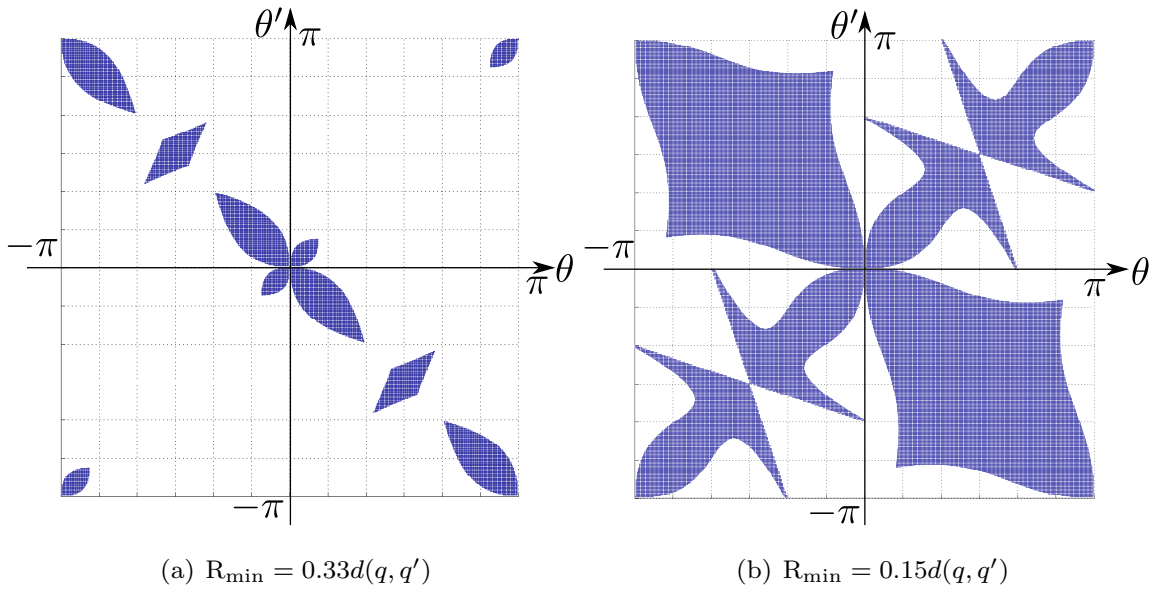 θ′ π
−π
π θ
−π
θ′ π
−π
π θ
−π
(a) R_min = 0.33d(q, q′)
(b) R_min = 0.15d(q, q′)